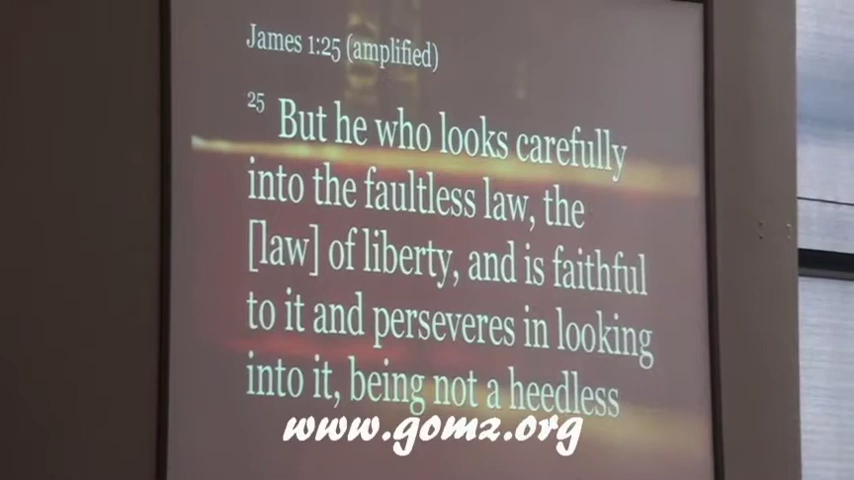 James 1:25 (amplified)
25 But he who looks carefully
into the faultless law, the
[law] of liberty, and is faithful
to it and perseveres in looking
into it, being not a heedless
www.gomz.org